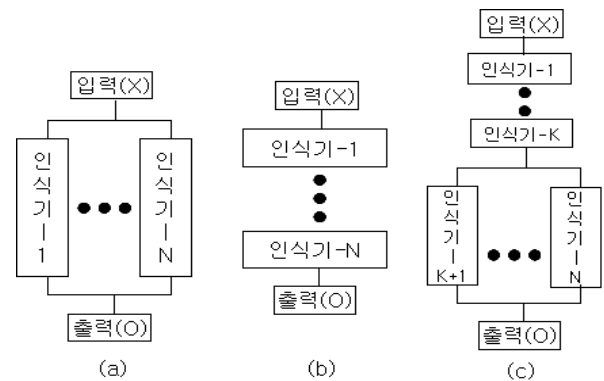 입력(X)
인식기-1
인식기-N
출력(O)
(a)
입력(X)
인식기-1
인식기-N
출력(O)
(b)
입력(X)
인식기-1
인식기-K
인식기-K+1
인식기-N
출력(O)
(c)